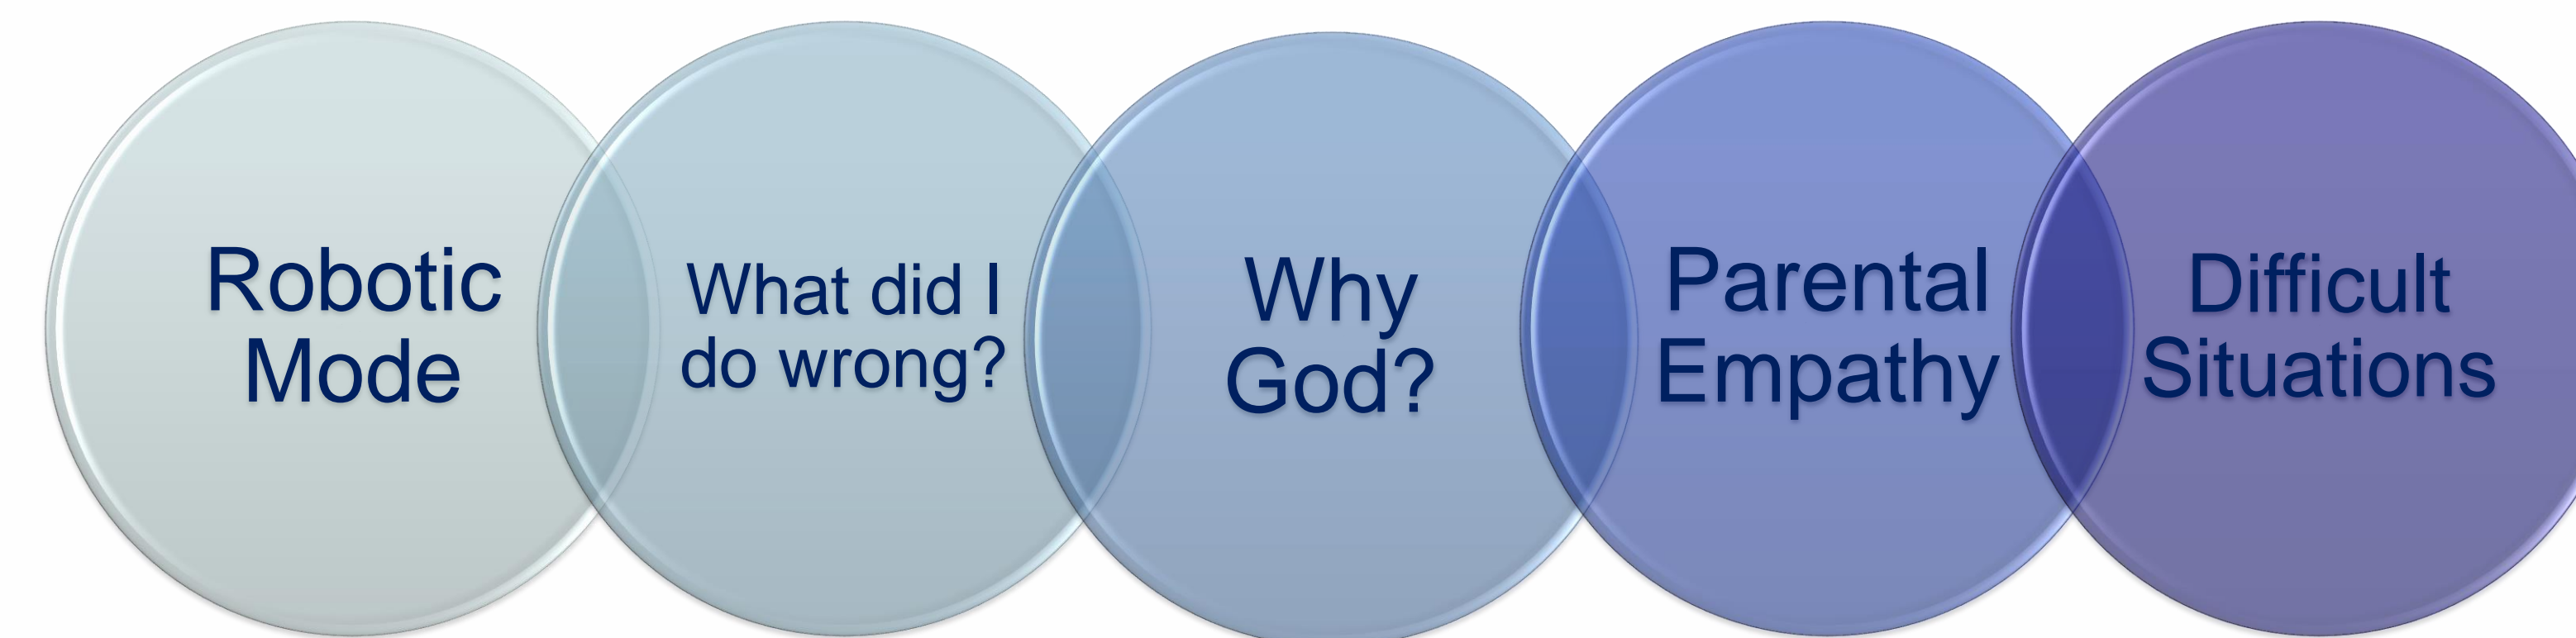 Robotic
Mode
What did I
do wrong?
Why
God?
Parental
Empathy
Difficult
Situations